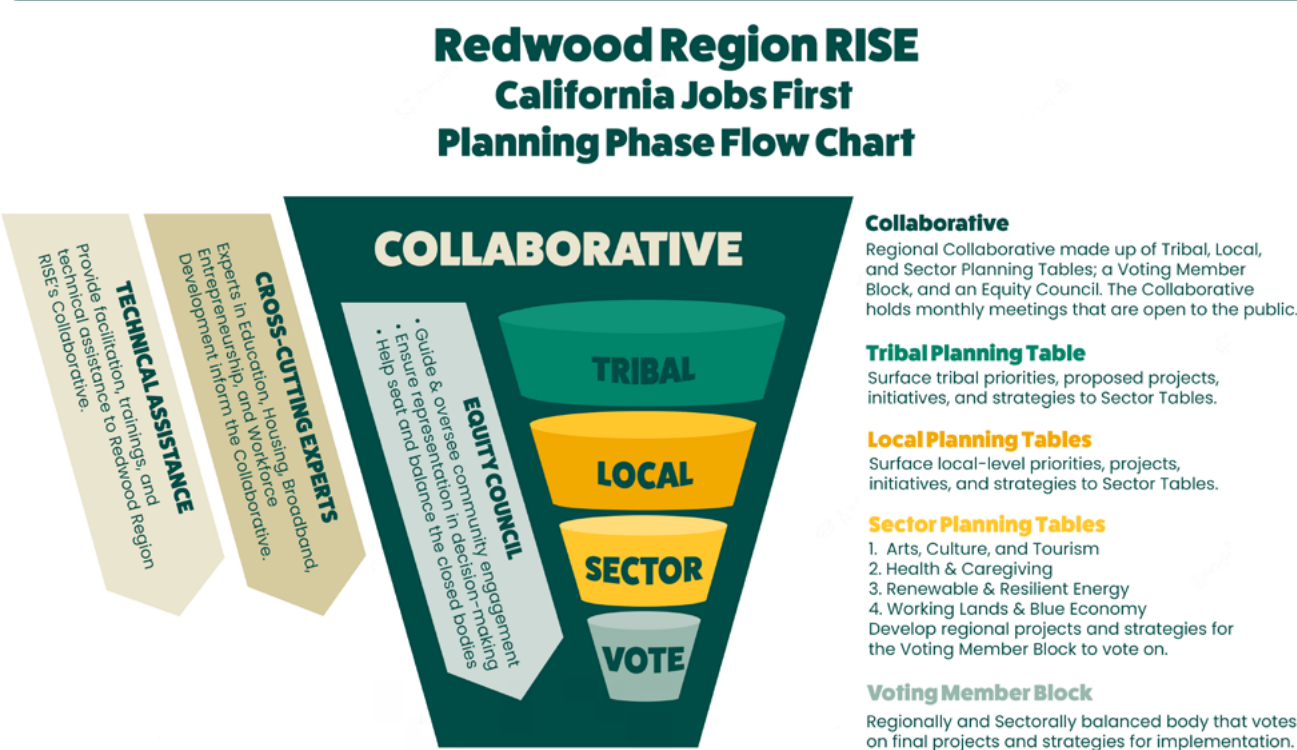 Redwood Region RISE
California Jobs First
Planning Phase Flow Chart
TECHNICAL ASSISTANCE
Provide facilitation, trainings, and
technical assistance to Redwood Region
RISE's Collaborative.
CROSS-CUTTING EXPERTS
Experts in Education, Housing, Broadband,
Entrepreneurship, and Workforce
Development inform the Collaborative.
COLLABORATIVE
EQUITY COUNCIL
• Guide & oversee community engagement
• Ensure representation in decision-making
• Help seat and balance the closed bodies
TRIBAL
LOCAL
SECTOR
VOTE
Collaborative
Regional Collaborative made up of Tribal, Local,
and Sector Planning Tables; a Voting Member
Block, and an Equity Council. The Collaborative
holds monthly meetings that are open to the public.
Tribal Planning Table
Surface tribal priorities, proposed projects,
initiatives, and strategies to Sector Tables.
Local Planning Tables
Surface local-level priorities, projects,
initiatives, and strategies to Sector Tables.
Sector Planning Tables
1. Arts, Culture, and Tourism
2. Health & Caregiving
3. Renewable & Resilient Energy
4. Working Lands & Blue Economy
Develop regional projects and strategies for
the Voting Member Block to vote on.
Voting Member Block
Regionally and Sectorally balanced body that votes
on final projects and strategies for implementation.